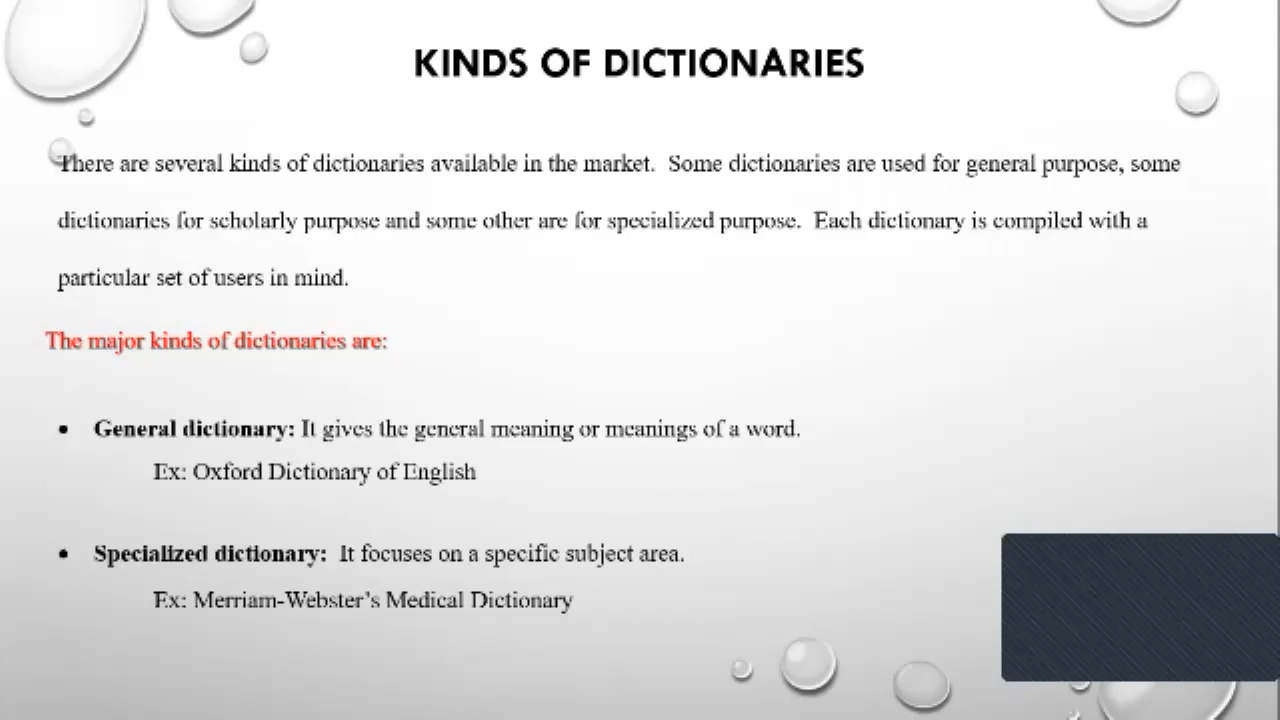 KINDS OF DICTIONARIES
There are several kinds of dictionaries available in the market.  Some dictionaries are used for general purpose, some
dictionaries for scholarly purpose and some other are for specialized purpose.  Each dictionary is compiled with a
particular set of users in mind.
The major kinds of dictionaries are:
• General dictionary: It gives the general meaning or meanings of a word.
Ex: Oxford Dictionary of English
• Specialized dictionary:  It focuses on a specific subject area.
Ex: Merriam-Webster's Medical Dictionary